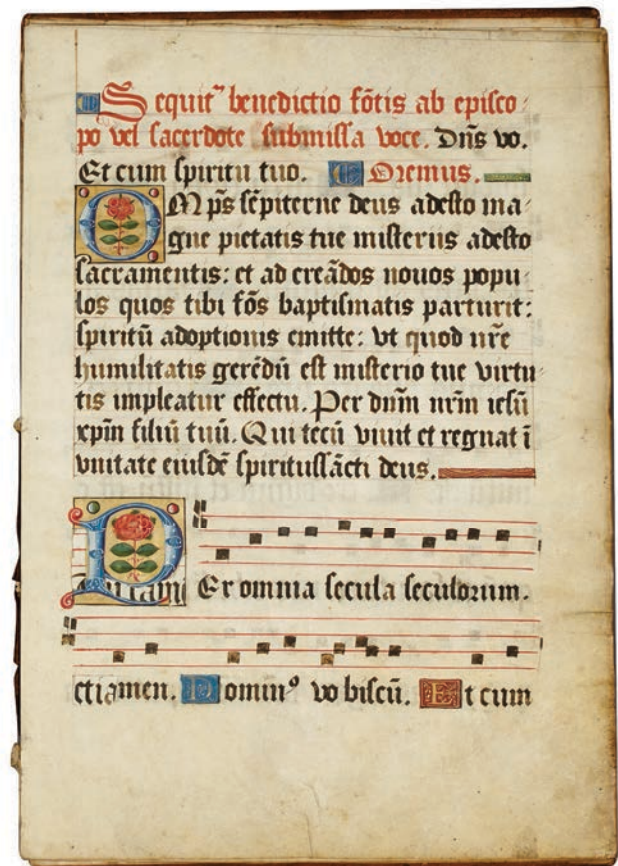 Sequit᷑ benedictio fōtis ab episco
po vel sacerdote submissa voce. Dn̄s vo.
Et cum spiritu tuo. Oremus.
OMp̄s sēpiterne deus adesto ma
gne pietatis tue misteriis adesto
sacramentis: et ad creādos nouos popu
los quos tibi fōs baptismatis parturit:
spiritū adoptionis emitte: vt quod nr̄e
humilitatis gerēdū est misterio tue virtu
tis impleatur effectu. Per dn̄m nr̄m iesū
xp̄m filiū tuū. Qui tecū viuit et regnat ī
vnitate eiusdē spiritussācti deus.
Per omnia secula seculorum.
amen. Dominꝰ vobiscū. Et cum